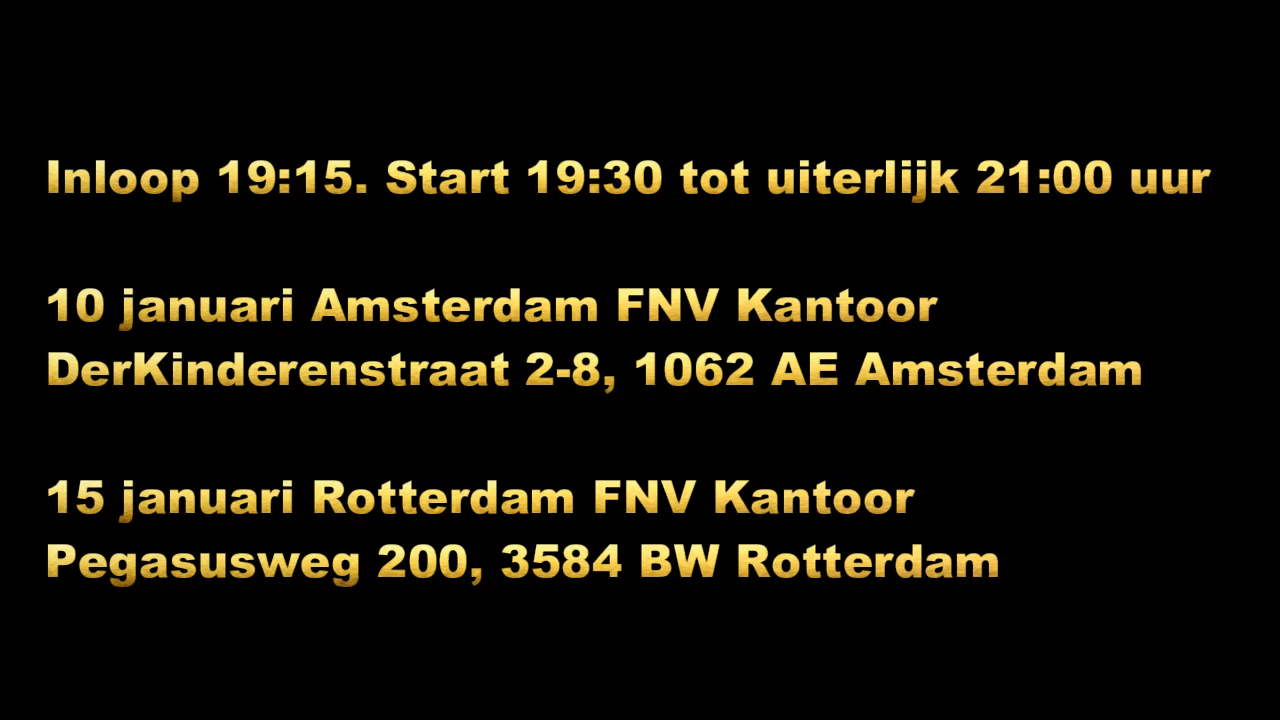 Inloop 19:15. Start 19:30 tot uiterlijk 21:00 uur
10 januari Amsterdam FNV Kantoor
DerKinderenstraat 2-8, 1062 AE Amsterdam
15 januari Rotterdam FNV Kantoor
Pegasusweg 200, 3584 BW Rotterdam